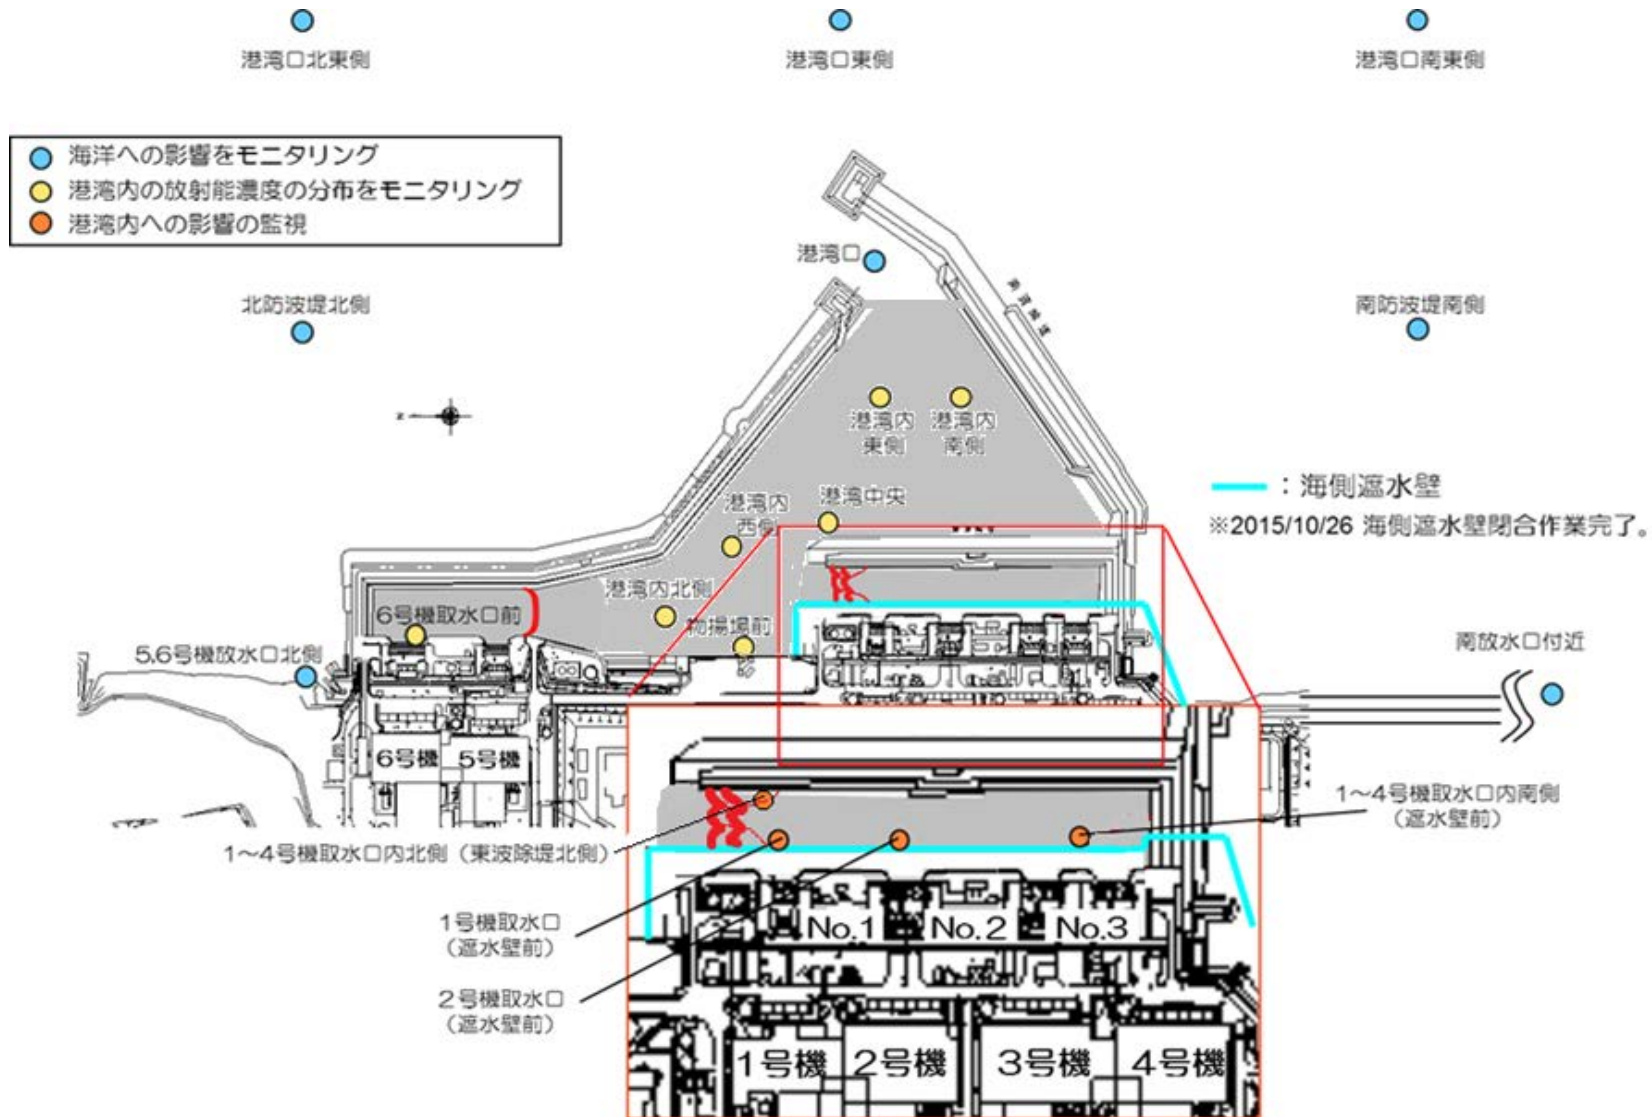 港湾口北東側
港湾口東側
港湾口南東側
海洋への影響をモニタリング
港湾内の放射能濃度の分布をモニタリング
港湾内への影響の監視
港湾口
北防波堤北側
南防波堤南側
N
港湾内
東側
港湾内
南側
港湾内
西側
港湾中央
：海側遮水壁
※2015/10/26 海側遮水壁閉合作業完了。
港湾内北側
6号機取水口前
物揚場前
5,6号機放水口北側
南放水口付近
6号機
5号機
1～4号機取水口内南側
（遮水壁前）
1～4号機取水口内北側（東波除堤北側）
1号機取水口
（遮水壁前）
2号機取水口
（遮水壁前）
No.1
No.2
No.3
1号機
2号機
3号機
4号機